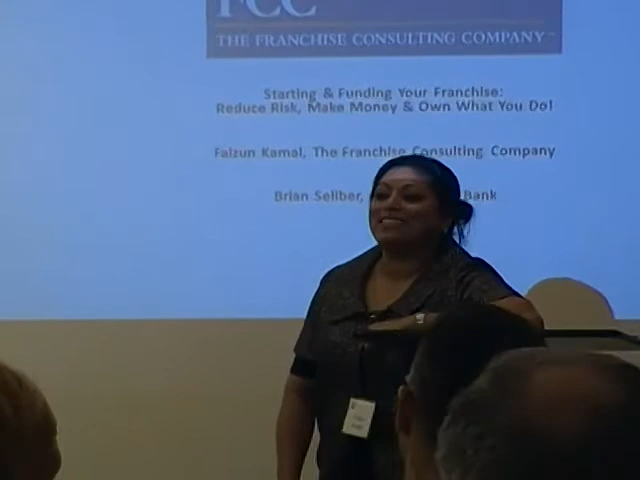 FCC
THE FRANCHISE CONSULTING COMPANY
Starting & Funding Your Franchise:
Reduce Risk, Make Money & Own What You Do!
Faizun Kamal, The Franchise Consulting Company
Brian Seliber, Bank